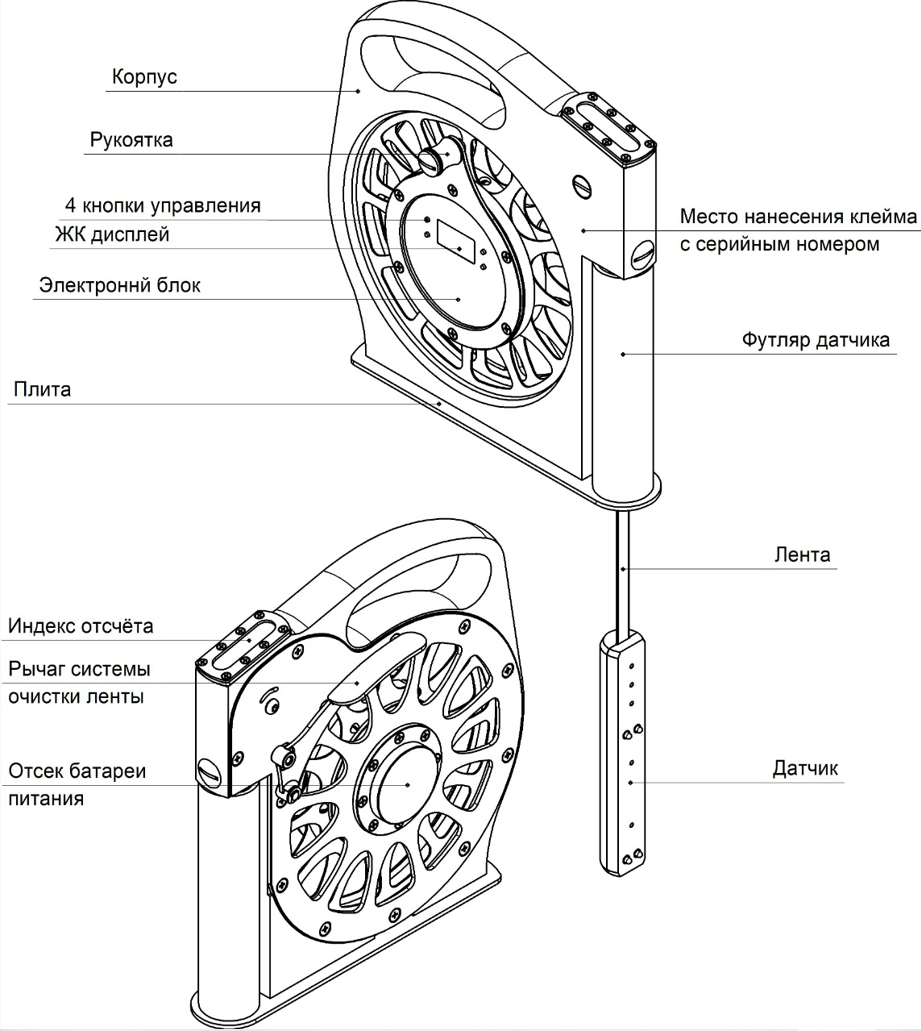 Корпус
Рукоятка
4 кнопки управления
ЖК дисплей
Электроннй блок
Плита
Место нанесения клейма
с серийным номером
Футляр датчика
Лента
Индекс отсчёта
Рычаг системы
очистки ленты
Отсек батареи
питания
Датчик